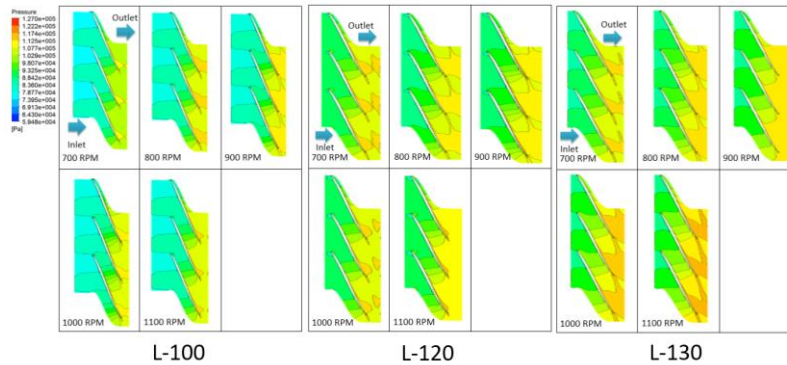 Pressure
1.270e+005
1.222e+005
1.174e+005
1.125e+005
1.077e+005
1.029e+005
9.807e+004
9.325e+004
8.842e+004
8.360e+004
7.877e+004
7.395e+004
6.913e+004
6.430e+004
5.948e+004
[Pa]
Outlet
Inlet
700 RPM
800 RPM
900 RPM
1000 RPM
1100 RPM
L-100
Outlet
Inlet
700 RPM
800 RPM
900 RPM
1000 RPM
1100 RPM
L-120
Outlet
Inlet
700 RPM
800 RPM
900 RPM
1000 RPM
1100 RPM
L-130